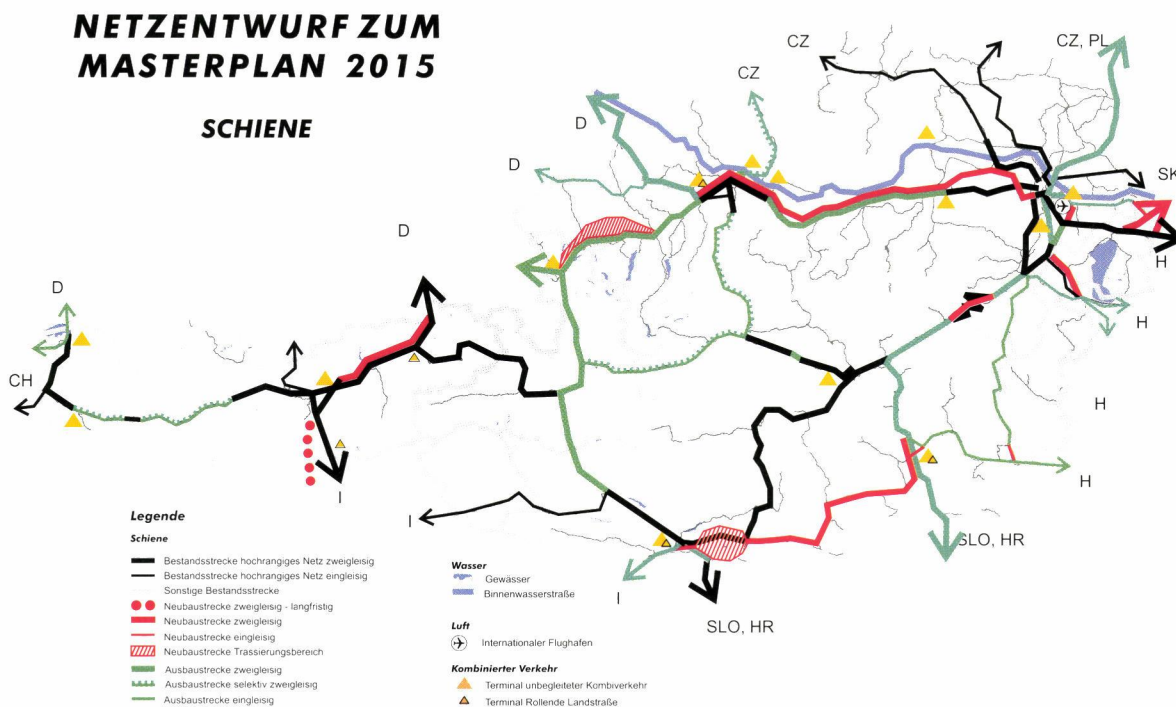 NETZENTWURF ZUM
MASTERPLAN 2015
SCHIENE
CZ
CZ, PL
CZ
D
D
SK
D
H
D
H
CH
H
H
I
I
SLO, HR
I
SLO, HR
Legende
Schiene
Bestandsstrecke hochrangiges Netz zweigleisig
Bestandsstrecke hochrangiges Netz eingleisig
Sonstige Bestandsstrecke
Neubaustrecke zweigleisig - langfristig
Neubaustrecke zweigleisig
Neubaustrecke eingleisig
Neubaustrecke Trassierungsbereich
Ausbaustrecke zweigleisig
Ausbaustrecke selektiv zweigleisig
Ausbaustrecke eingleisig
Wasser
Gewässer
Binnenwasserstraße
Luft
Internationaler Flughafen
Kombinierter Verkehr
Terminal unbegleiteter Kombiverkehr
Terminal Rollende Landstraße